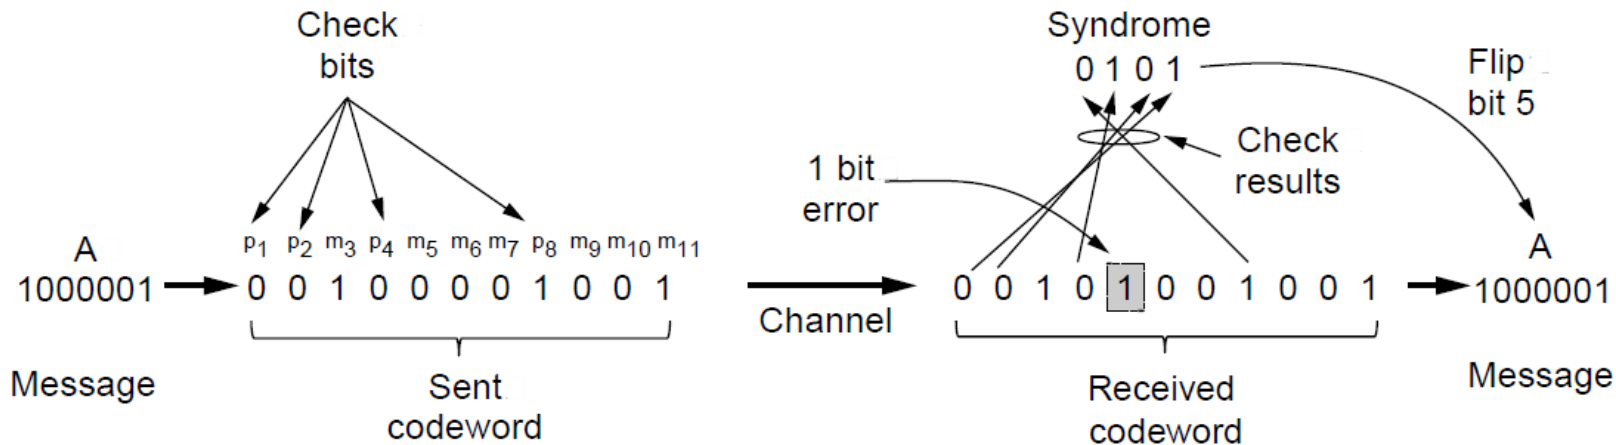 Check
bits
Syndrome
0 1 0 1
Flip
bit 5
Check
results
1 bit
error
A
p1 p2 m3 p4 m5 m6 m7 p8 m9 m10 m11
A
1000001
0 0 1 0 0 0 0 1 0 0 1
0 0 1 0 1 0 0 1 0 0 1
1000001
Channel
Message
Sent
codeword
Received
codeword
Message